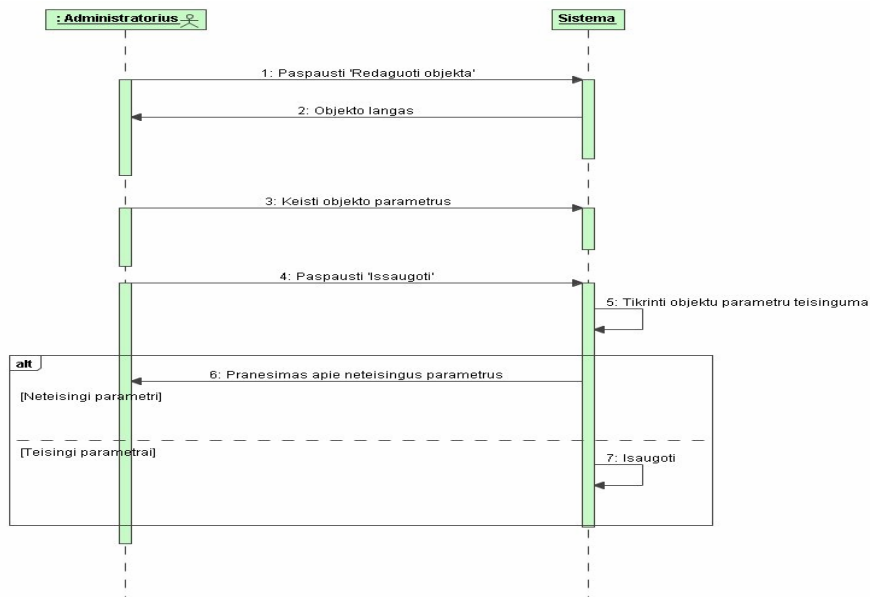 : Administratorius
Sistema
1: Paspausti 'Redaguoti objekta'
2: Objekto langas
3: Keisti objekto parametrus
4: Paspausti 'Issaugoti'
5: Tikrinti objektu parametru teisinguma
alt
6: Pranesimas apie neteisingus parametrus
[Neteisingi parametri]
[Teisingi parametrai]
7: Isaugoti